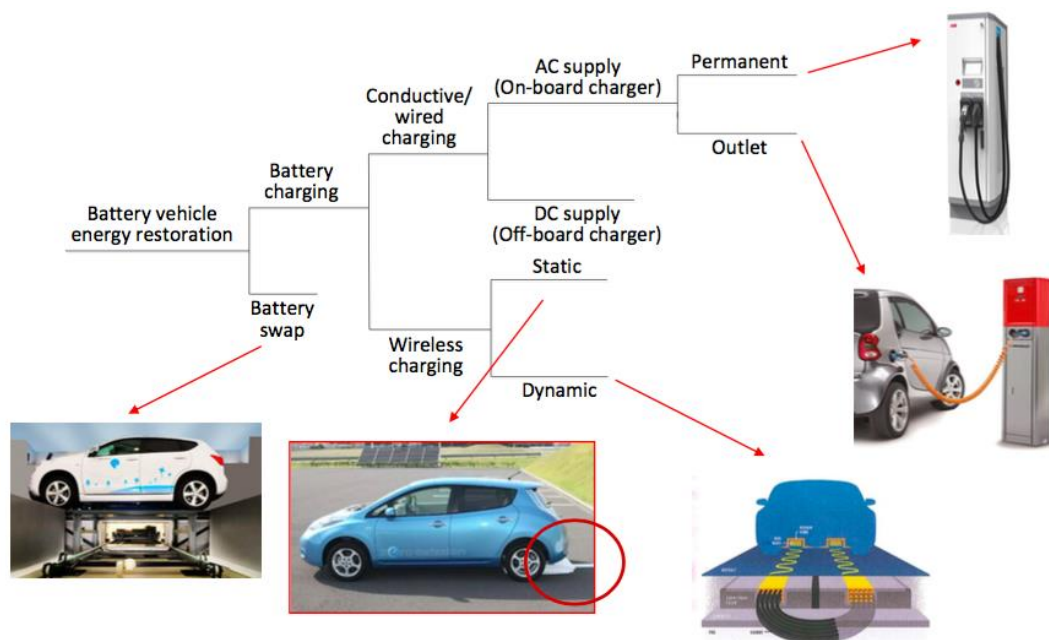 Battery vehicle
energy restoration
Battery
charging
Battery
swap
Conductive/
wired
charging
Wireless
charging
AC supply
(On-board charger)
DC supply
(Off-board charger)
Permanent
Outlet
Static
Dynamic